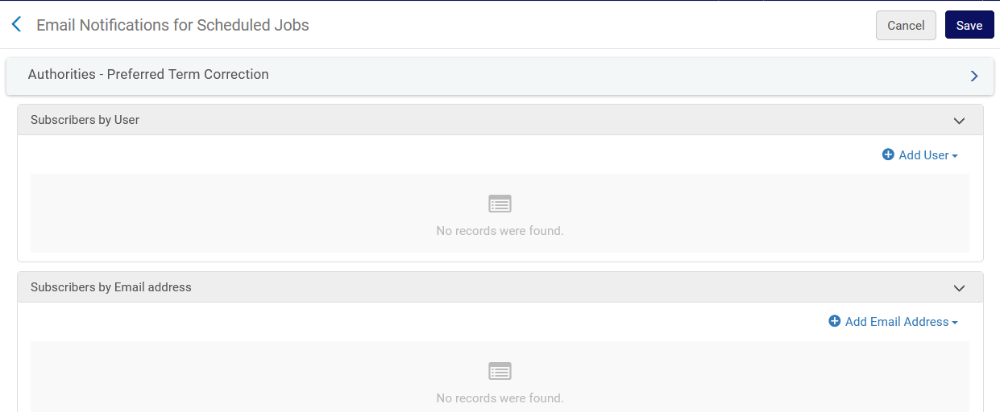 Email Notifications for Scheduled Jobs
Cancel
Save
Authorities - Preferred Term Correction
Subscribers by User
Add User
No records were found.
Subscribers by Email address
Add Email Address
No records were found.